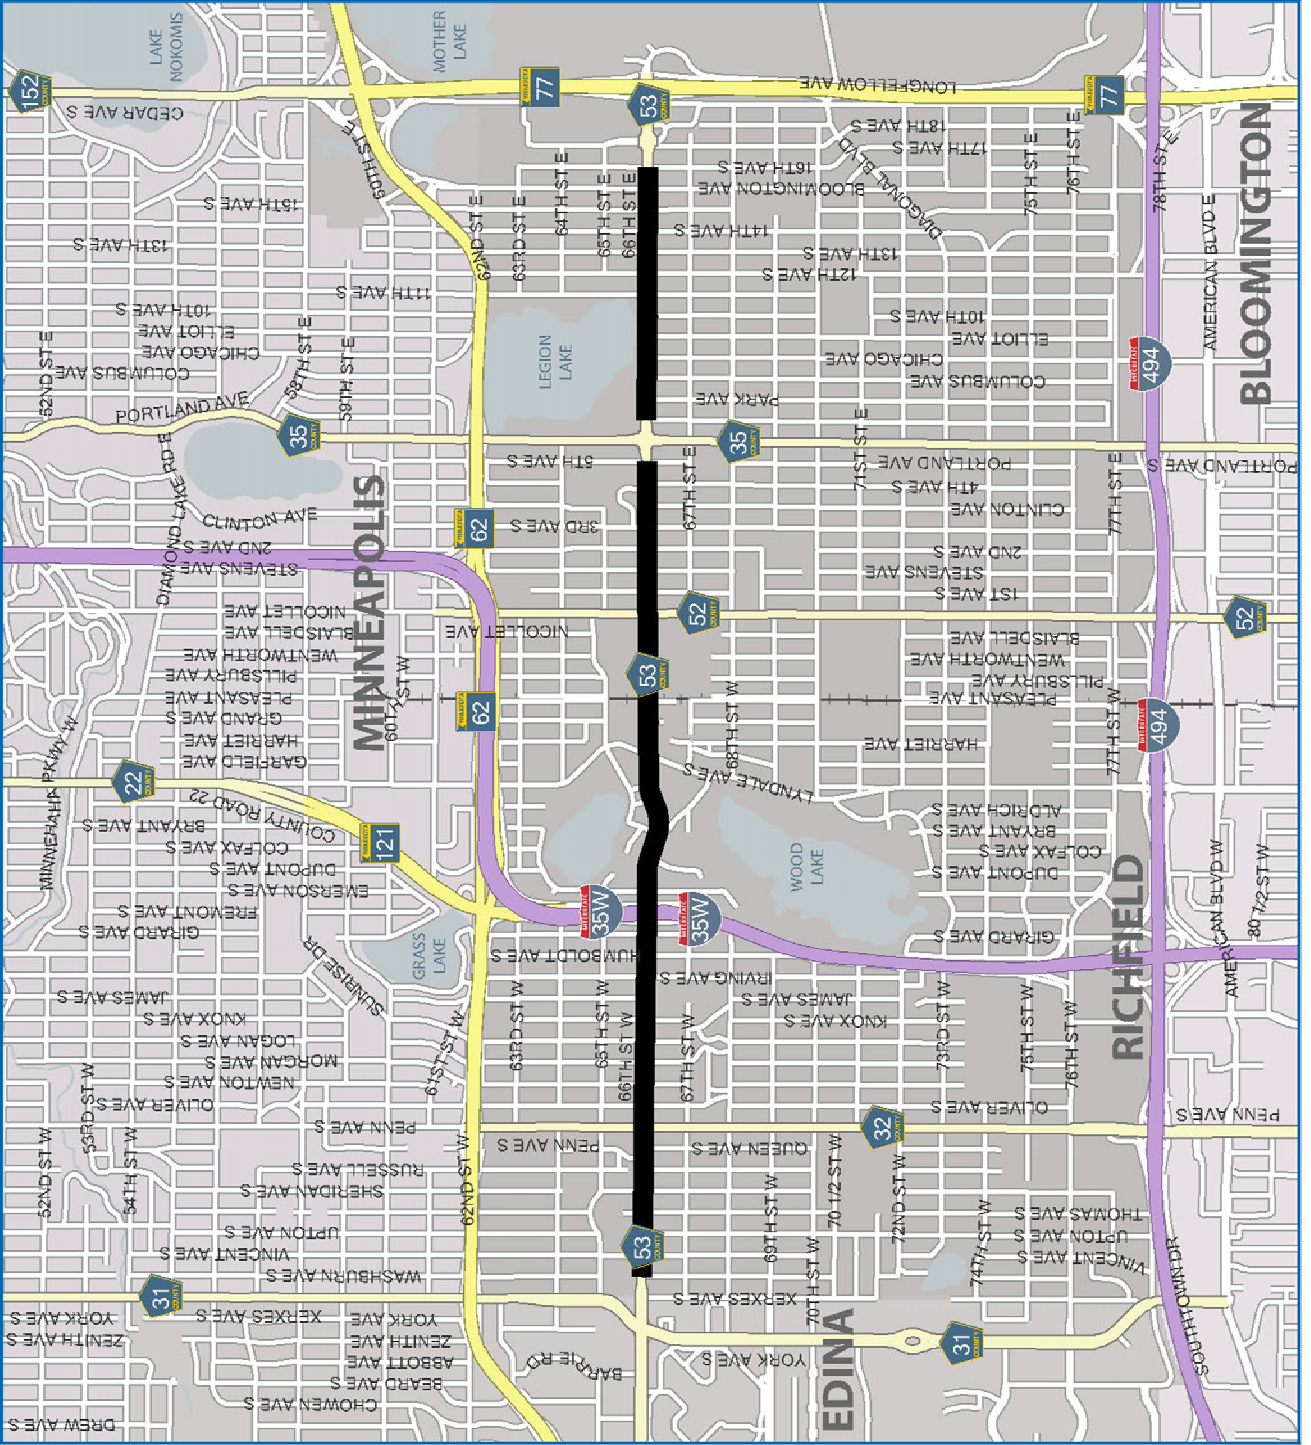 152
COUNTY
CEDAR AVE S
LAKE
NOKOMIS
MOTHER
LAKE
77
53
COUNTY
LONGFELLOW AVE
77
18TH AVE S
17TH AVE S
16TH AVE S
BLOOMINGTON AVE
DIAGONAL BLVD
75TH ST E
76TH ST E
78TH ST E
60TH ST E
15TH AVE S
13TH AVE S
62ND ST E
63RD ST E
64TH ST E
65TH ST E
66TH ST E
14TH AVE S
13TH AVE S
12TH AVE S
AMERICAN BLVD E
BLOOMINGTON
11TH AVE S
10TH AVE S
ELLIOT AVE
CHICAGO AVE
COLUMBUS AVE S
52ND ST E
58TH ST E
59TH ST E
LEGION
LAKE
10TH AVE S
ELLIOT AVE
CHICAGO AVE S
COLUMBUS AVE S
INTERSTATE
494
PARK AVE
PORTLAND AVE
35
COUNTY
35
COUNTY
71ST ST E
5TH AVE S
67TH ST E
PORTLAND AVE
4TH AVE S
CLINTON AVE
77TH ST E
PORTLAND AVE S
DIAMOND LAKE RD E
CLINTON AVE
2ND AVE S
STEVENS AVE
MINNEAPOLIS
62
3RD AVE S
2ND AVE S
STEVENS AVE
1ST AVE S
NICOLLET AVE
BLAISDELL AVE
WENTWORTH AVE
PILLSBURY AVE
PLEASANT AVE
GRAND AVE S
HARRIET AVE
GARFIELD AVE S
NICOLLET AVE
52
COUNTY
52
COUNTY
53
COUNTY
BLAISDELL AVE
WENTWORTH AVE
PILLSBURY AVE
PLEASANT AVE
62
68TH ST W
HARRIET AVE
77TH ST W
INTERSTATE
494
MINNEHAHA PKWY W
22
COUNTY
COUNTY ROAD 22
121
LYNDALE AVE S
BRYANT AVE S
COLFAX AVE S
DUPONT AVE S
EMERSON AVE S
FREMONT AVE S
GIRARD AVE S
ALDRICH AVE S
BRYANT AVE S
COLFAX AVE S
DUPONT AVE S
WOOD
LAKE
RICHFIELD
AMERICAN BLVD W
80 1/2 ST W
INTERSTATE
35W
INTERSTATE
35W
GRASS
LAKE
SUNRISE DR
HUMBOLDT AVE S
GIRARD AVE S
IRVING AVE S
JAMES AVE S
KNOX AVE S
JAMES AVE S
KNOX AVE S
LOGAN AVE S
MORGAN AVE S
NEWTON AVE S
OLIVER AVE S
61ST ST W
63RD ST W
65TH ST W
66TH ST W
67TH ST W
73RD ST W
75TH ST W
76TH ST W
OLIVER AVE S
PENN AVE S
53RD ST W
52ND ST W
54TH ST W
PENN AVE S
PENN AVE S
QUEEN AVE S
32
COUNTY
RUSSELL AVE S
SHERIDAN AVE S
UPTON AVE S
VINCENT AVE S
WASHBURN AVE S
62ND ST W
53
COUNTY
69TH ST W
70 1/2 ST W
72ND ST W
70TH ST W
74TH ST W
THOMAS AVE S
UPTON AVE S
VINCENT AVE S
31
COUNTY
XERXES AVE S
YORK AVE S
ZENITH AVE S
XERXES AVE S
YORK AVE
ZENITH AVE
ABBOTT AVE
BEARD AVE S
CHOWEN AVE S
DREW AVE S
BARRIE RD
YORK AVE S
EDINA
31
COUNTY
SOUTHTOWN DR